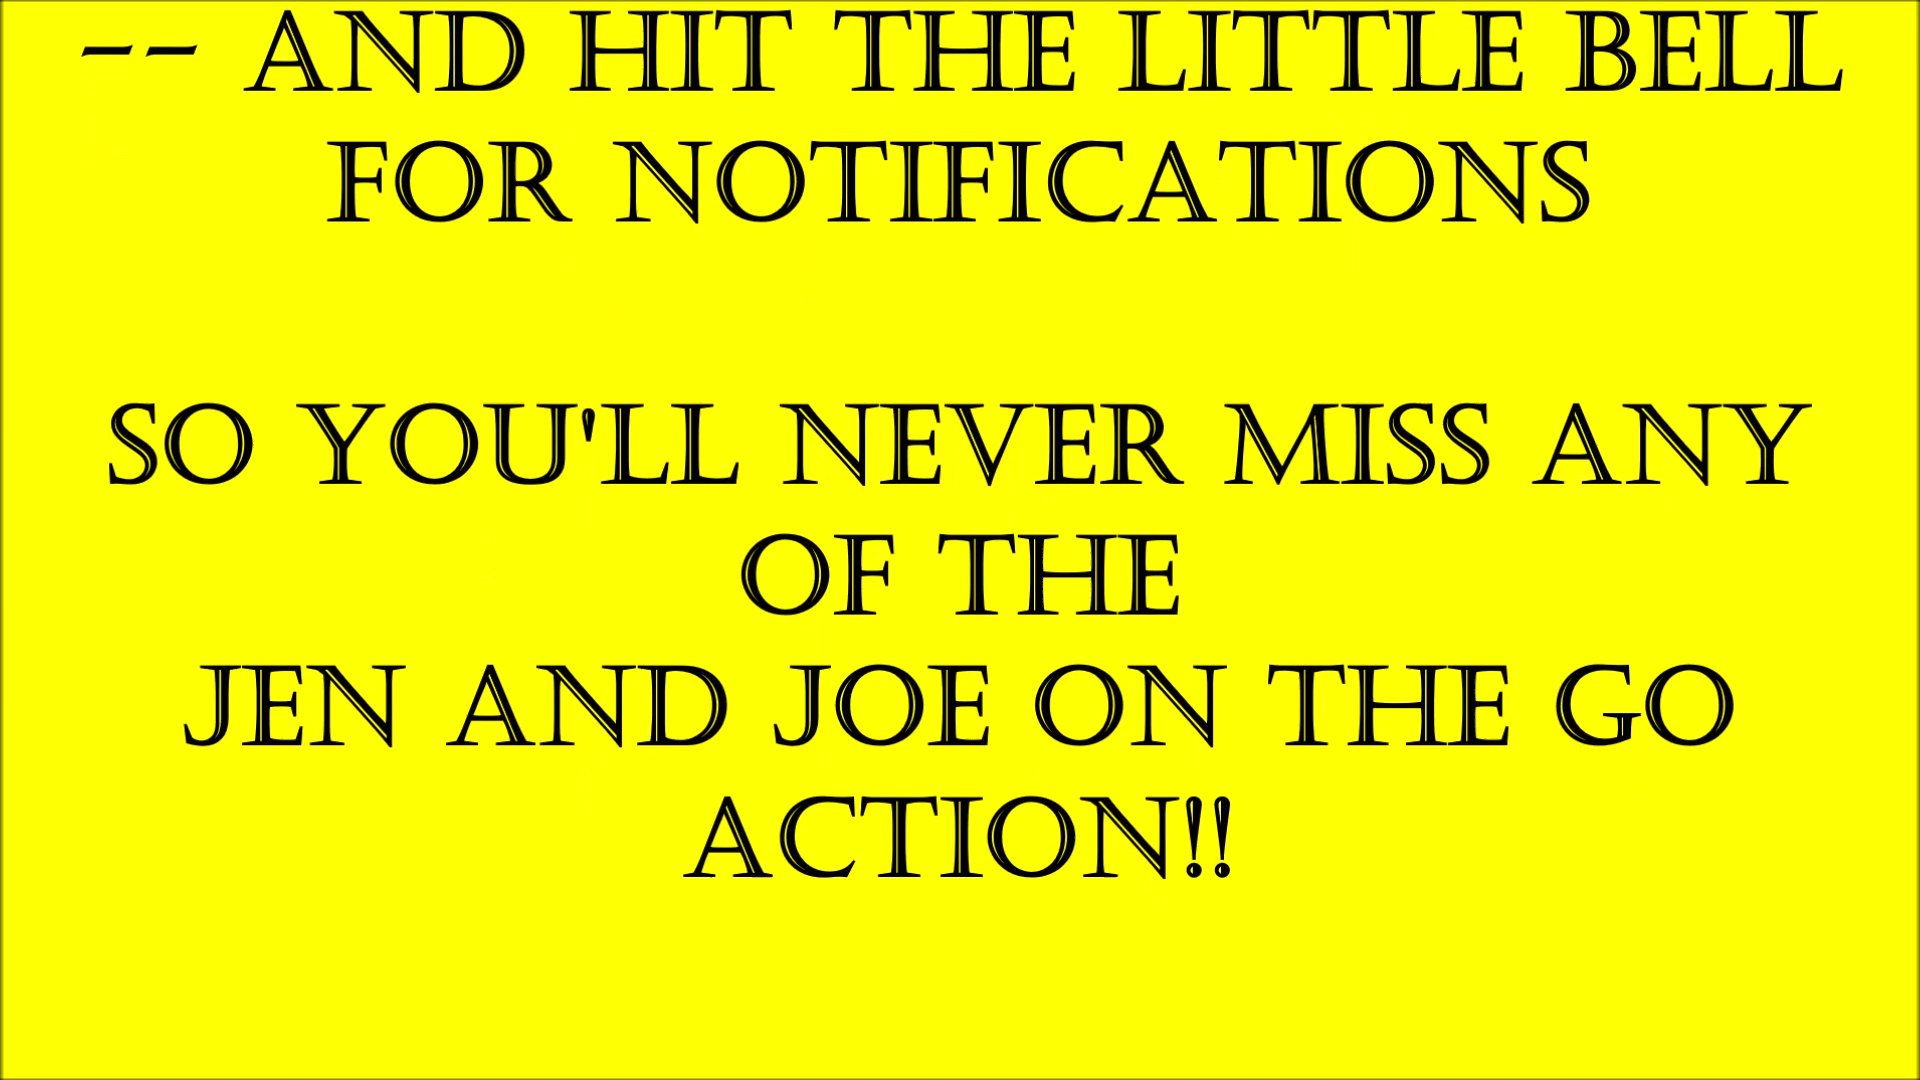 -- AND HIT THE LITTLE BELL
FOR NOTIFICATIONS
SO YOU'LL NEVER MISS ANY
OF THE
JEN AND JOE ON THE GO
ACTION!!